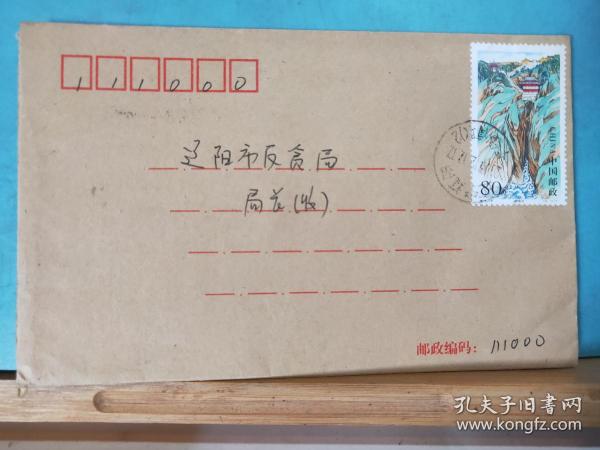 111000
辽阳市反贪局
局长(收)
80
中国邮政
CHINA
邮政编码: 111000
孔夫子旧书网
www.kongfz.com